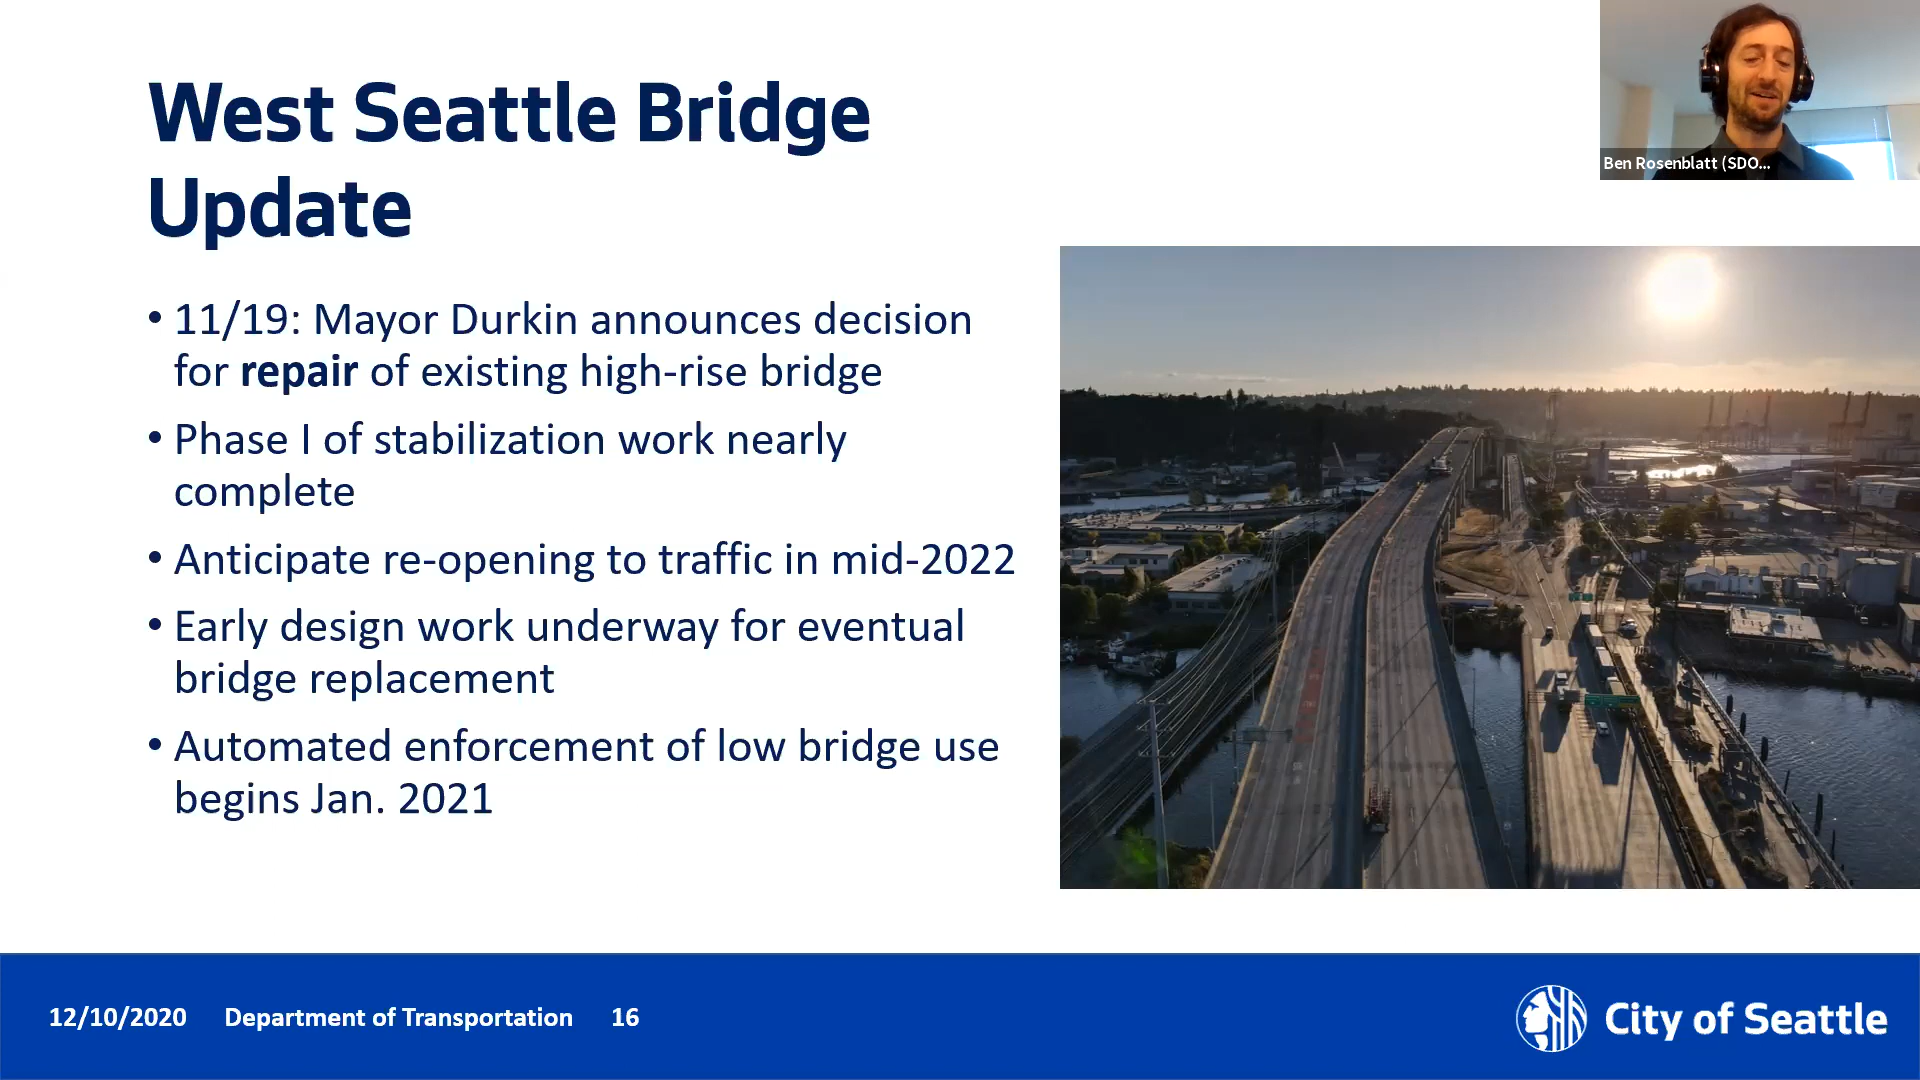 West Seattle Bridge
Update
• 11/19: Mayor Durkin announces decision
for repair of existing high-rise bridge
• Phase I of stabilization work nearly
complete
• Anticipate re-opening to traffic in mid-2022
• Early design work underway for eventual
bridge replacement
• Automated enforcement of low bridge use
begins Jan. 2021
Ben Rosenblatt (SDO...
12/10/2020 Department of Transportation 16
City of Seattle